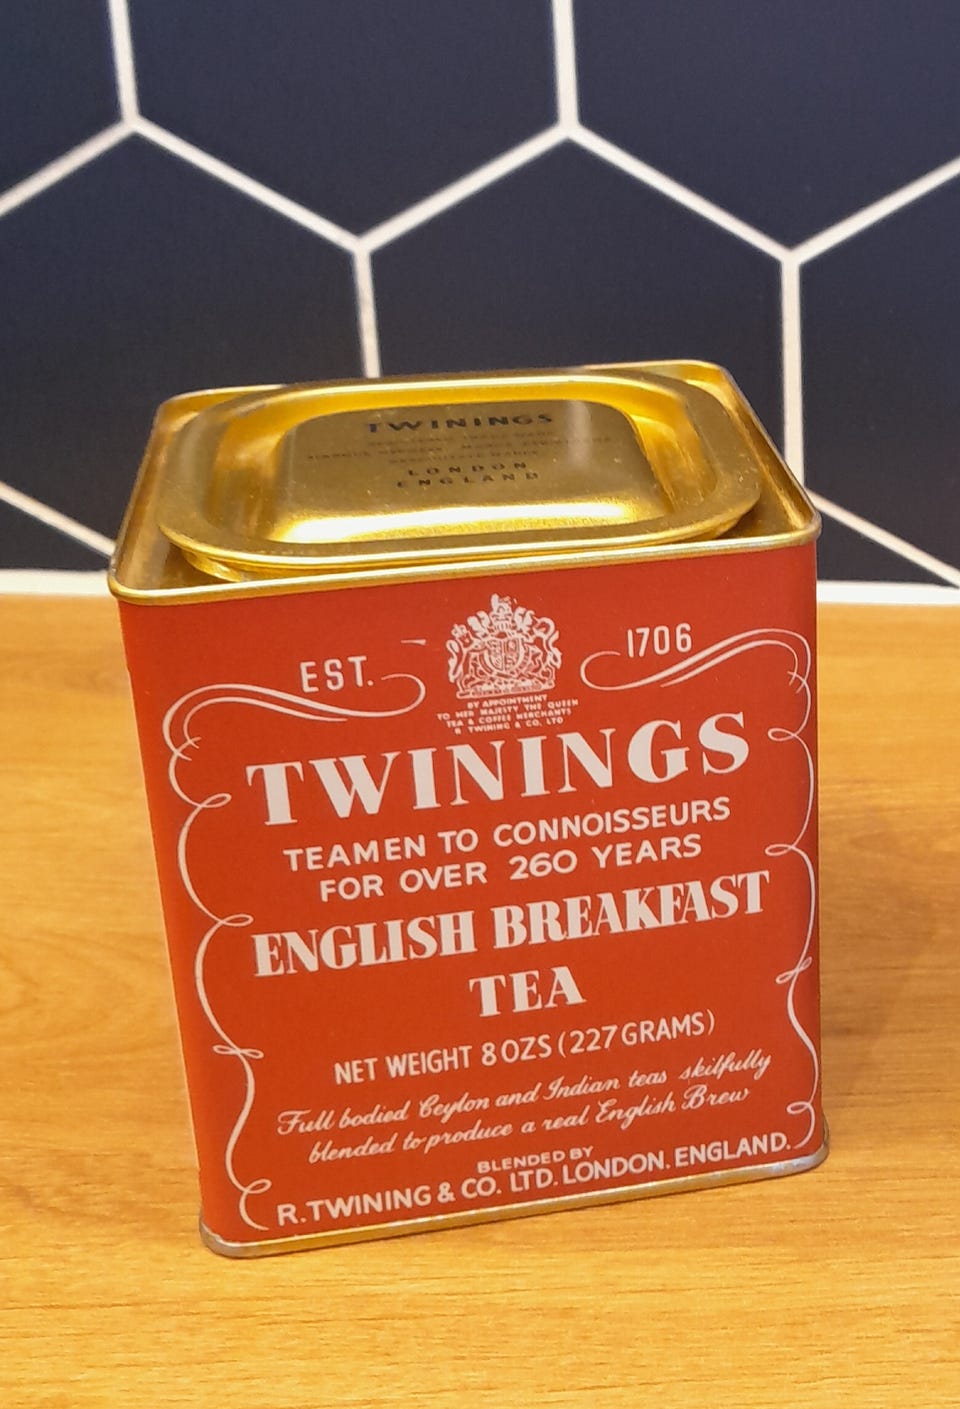 TWININGS
LONDON
ENGLAND
EST. 1706
BY APPOINTMENT
TO HER MAJESTY THE QUEEN
TEA & COFFEE MERCHANTS
R TWINING & CO. LTD
TWININGS
TEAMEN TO CONNOISSEURS
FOR OVER 260 YEARS
ENGLISH BREAKFAST
TEA
NET WEIGHT 8 OZS (227 GRAMS)
Full bodied Ceylon and Indian teas skilfully
blended to produce a real English Brew
BLENDED BY
R. TWINING & CO. LTD. LONDON. ENGLAND.